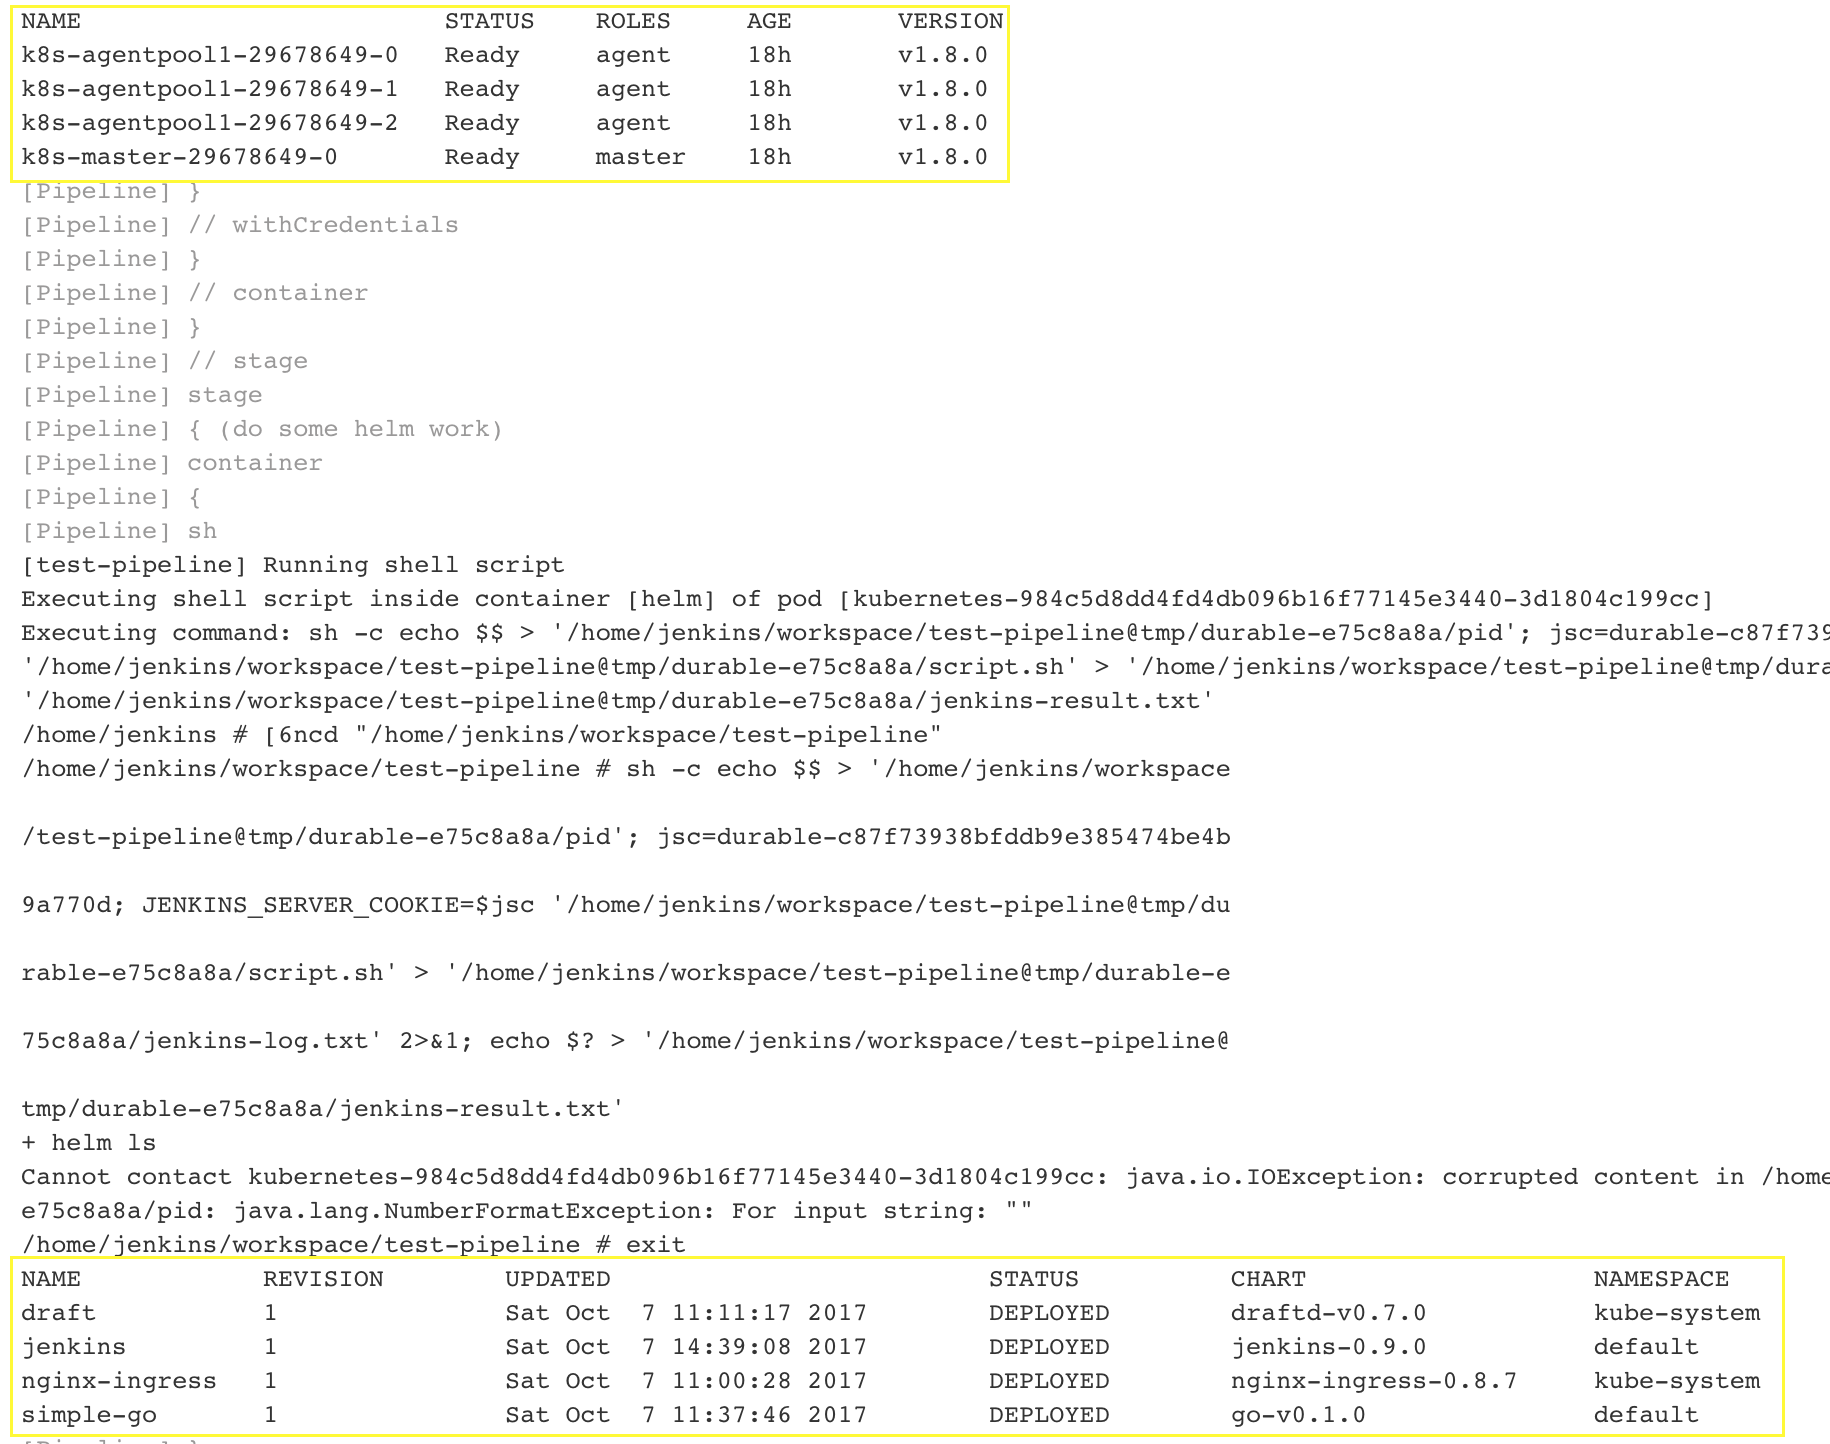 NAME STATUS ROLES AGE VERSION
k8s-agentpool1-29678649-0 Ready agent 18h v1.8.0
k8s-agentpool1-29678649-1 Ready agent 18h v1.8.0
k8s-agentpool1-29678649-2 Ready agent 18h v1.8.0
k8s-master-29678649-0 Ready master 18h v1.8.0
[Pipeline] }
[Pipeline] // withCredentials
[Pipeline] }
[Pipeline] // container
[Pipeline] }
[Pipeline] // stage
[Pipeline] stage
[Pipeline] { (do some helm work)
[Pipeline] container
[Pipeline] {
[Pipeline] sh
[test-pipeline] Running shell script
Executing shell script inside container [helm] of pod [kubernetes-984c5d8dd4fd4db096b16f77145e3440-3d1804c199cc]
Executing command: sh -c echo $$ > '/home/jenkins/workspace/test-pipeline@tmp/durable-e75c8a8a/pid'; jsc=durable-c87f739
'/home/jenkins/workspace/test-pipeline@tmp/durable-e75c8a8a/script.sh' > '/home/jenkins/workspace/test-pipeline@tmp/dura
'/home/jenkins/workspace/test-pipeline@tmp/durable-e75c8a8a/jenkins-result.txt'
/home/jenkins # [6ncd "/home/jenkins/workspace/test-pipeline"
/home/jenkins/workspace/test-pipeline # sh -c echo $$ > '/home/jenkins/workspace
/test-pipeline@tmp/durable-e75c8a8a/pid'; jsc=durable-c87f73938bfddb9e385474be4b
9a770d; JENKINS_SERVER_COOKIE=$jsc '/home/jenkins/workspace/test-pipeline@tmp/du
rable-e75c8a8a/script.sh' > '/home/jenkins/workspace/test-pipeline@tmp/durable-e
75c8a8a/jenkins-log.txt' 2>&1; echo $? > '/home/jenkins/workspace/test-pipeline@
tmp/durable-e75c8a8a/jenkins-result.txt'
+ helm ls
Cannot contact kubernetes-984c5d8dd4fd4db096b16f77145e3440-3d1804c199cc: java.io.IOException: corrupted content in /home
e75c8a8a/pid: java.lang.NumberFormatException: For input string: ""
/home/jenkins/workspace/test-pipeline # exit
NAME REVISION UPDATED STATUS CHART NAMESPACE
draft 1 Sat Oct 7 11:11:17 2017 DEPLOYED draftd-v0.7.0 kube-system
jenkins 1 Sat Oct 7 14:39:08 2017 DEPLOYED jenkins-0.9.0 default
nginx-ingress 1 Sat Oct 7 11:00:28 2017 DEPLOYED nginx-ingress-0.8.7 kube-system
simple-go 1 Sat Oct 7 11:37:46 2017 DEPLOYED go-v0.1.0 default